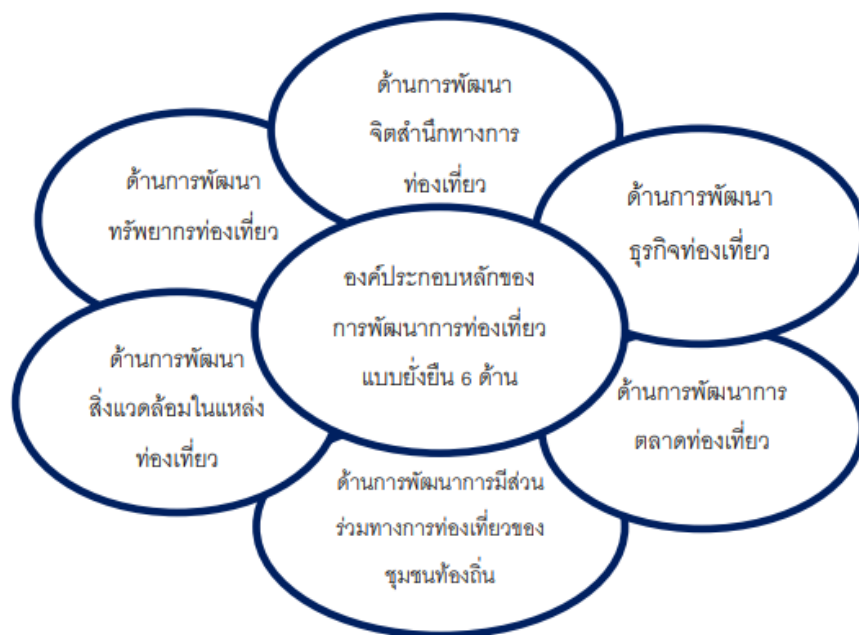 ด้านการพัฒนา
จิตสำนึกทางการ
ท่องเที่ยว
ด้านการพัฒนา
ทรัพยากรท่องเที่ยว
ด้านการพัฒนา
ธุรกิจท่องเที่ยว
องค์ประกอบหลักของ
การพัฒนาการท่องเที่ยว
แบบยั่งยืน 6 ด้าน
ด้านการพัฒนา
สิ่งแวดล้อมในแหล่ง
ท่องเที่ยว
ด้านการพัฒนาการ
ตลาดท่องเที่ยว
ด้านการพัฒนาการมีส่วน
ร่วมทางการท่องเที่ยวของ
ชุมชนท้องถิ่น